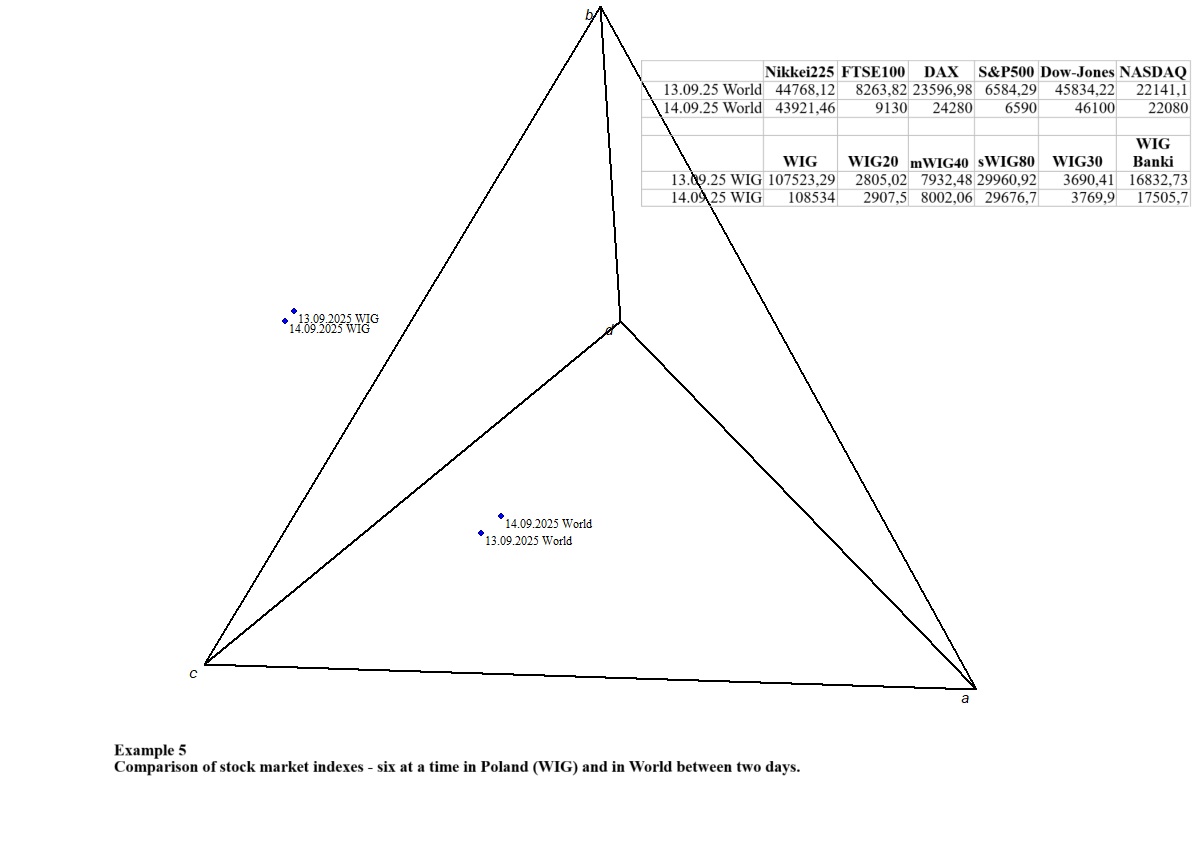 b
Nikkei225 FTSE100 DAX S&P500 Dow-Jones NASDAQ
13.09.25 World 44768,12 8263,82 23596,98 6584,29 45834,22 22141,1
14.09.25 World 43921,46 9130 24280 6590 46100 22080
WIG WIG20 mWIG40 sWIG80 WIG30 WIG Banki
13.09.25 WIG 107523,29 2805,02 7932,48 29960,92 3690,41 16832,73
14.09.25 WIG 108534 2907,5 8002,06 29676,7 3769,9 17505,7
13.09.2025 WIG
14.09.2025 WIG
d
14.09.2025 World
13.09.2025 World
c
a
Example 5
Comparison of stock market indexes - six at a time in Poland (WIG) and in World between two days.